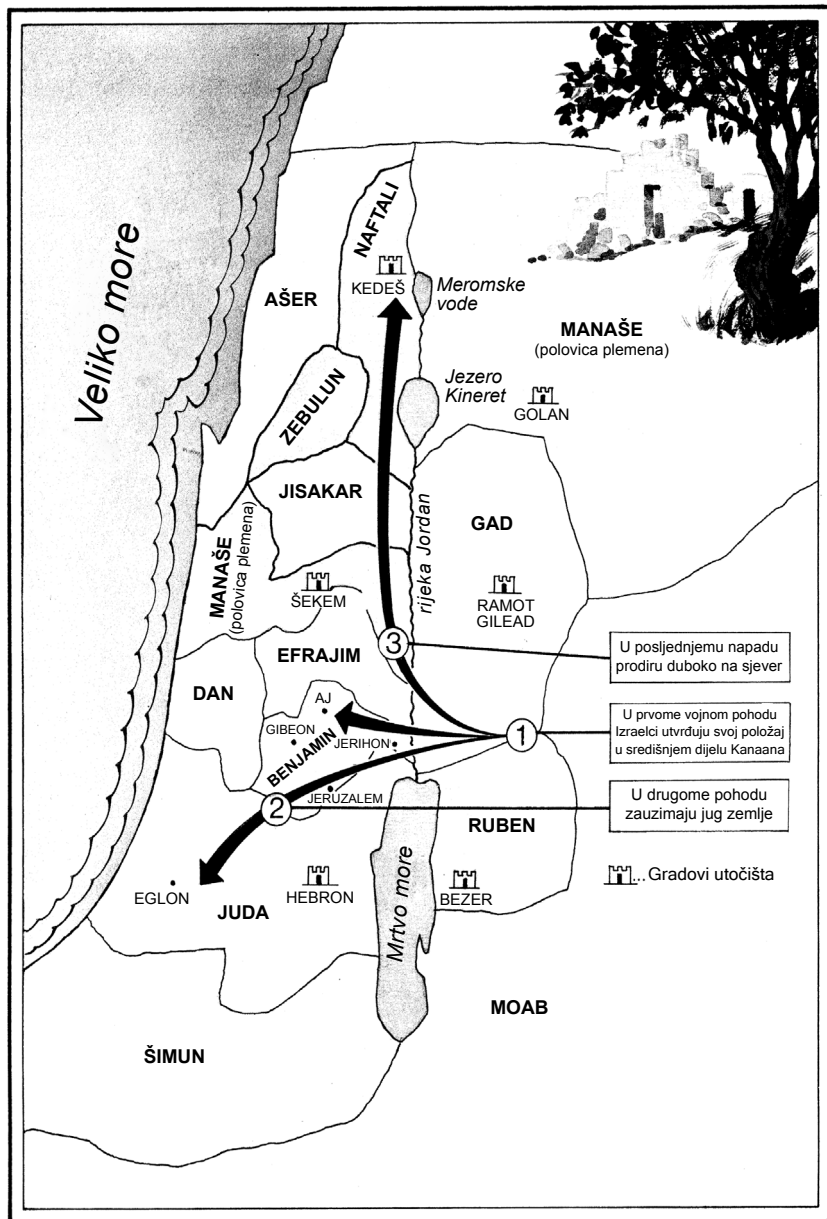 Veliko more
NAFTALI
KEDEŠ
Meromske
vode
AŠER
MANAŠE
(polovica plemena)
Jezero
Kineret
GOLAN
ZEBULUN
JISAKAR
GAD
rijeka Jordan
MANAŠE
(polovica plemena)
ŠEKEM
RAMOT
GILEAD
3
U posljednjemu napadu
prodiru duboko na sjever
EFRAJIM
DAN
AJ
GIBEON
BENJAMIN
JERIHON
1
U prvome vojnom pohodu
Izraelci utvrđuju svoj položaj
u središnjem dijelu Kanaana
JERUZALEM
2
U drugome pohodu
zauzimaju jug zemlje
RUBEN
EGLON
HEBRON
BEZER
...Gradovi utočišta
JUDA
Mrtvo more
MOAB
ŠIMUN